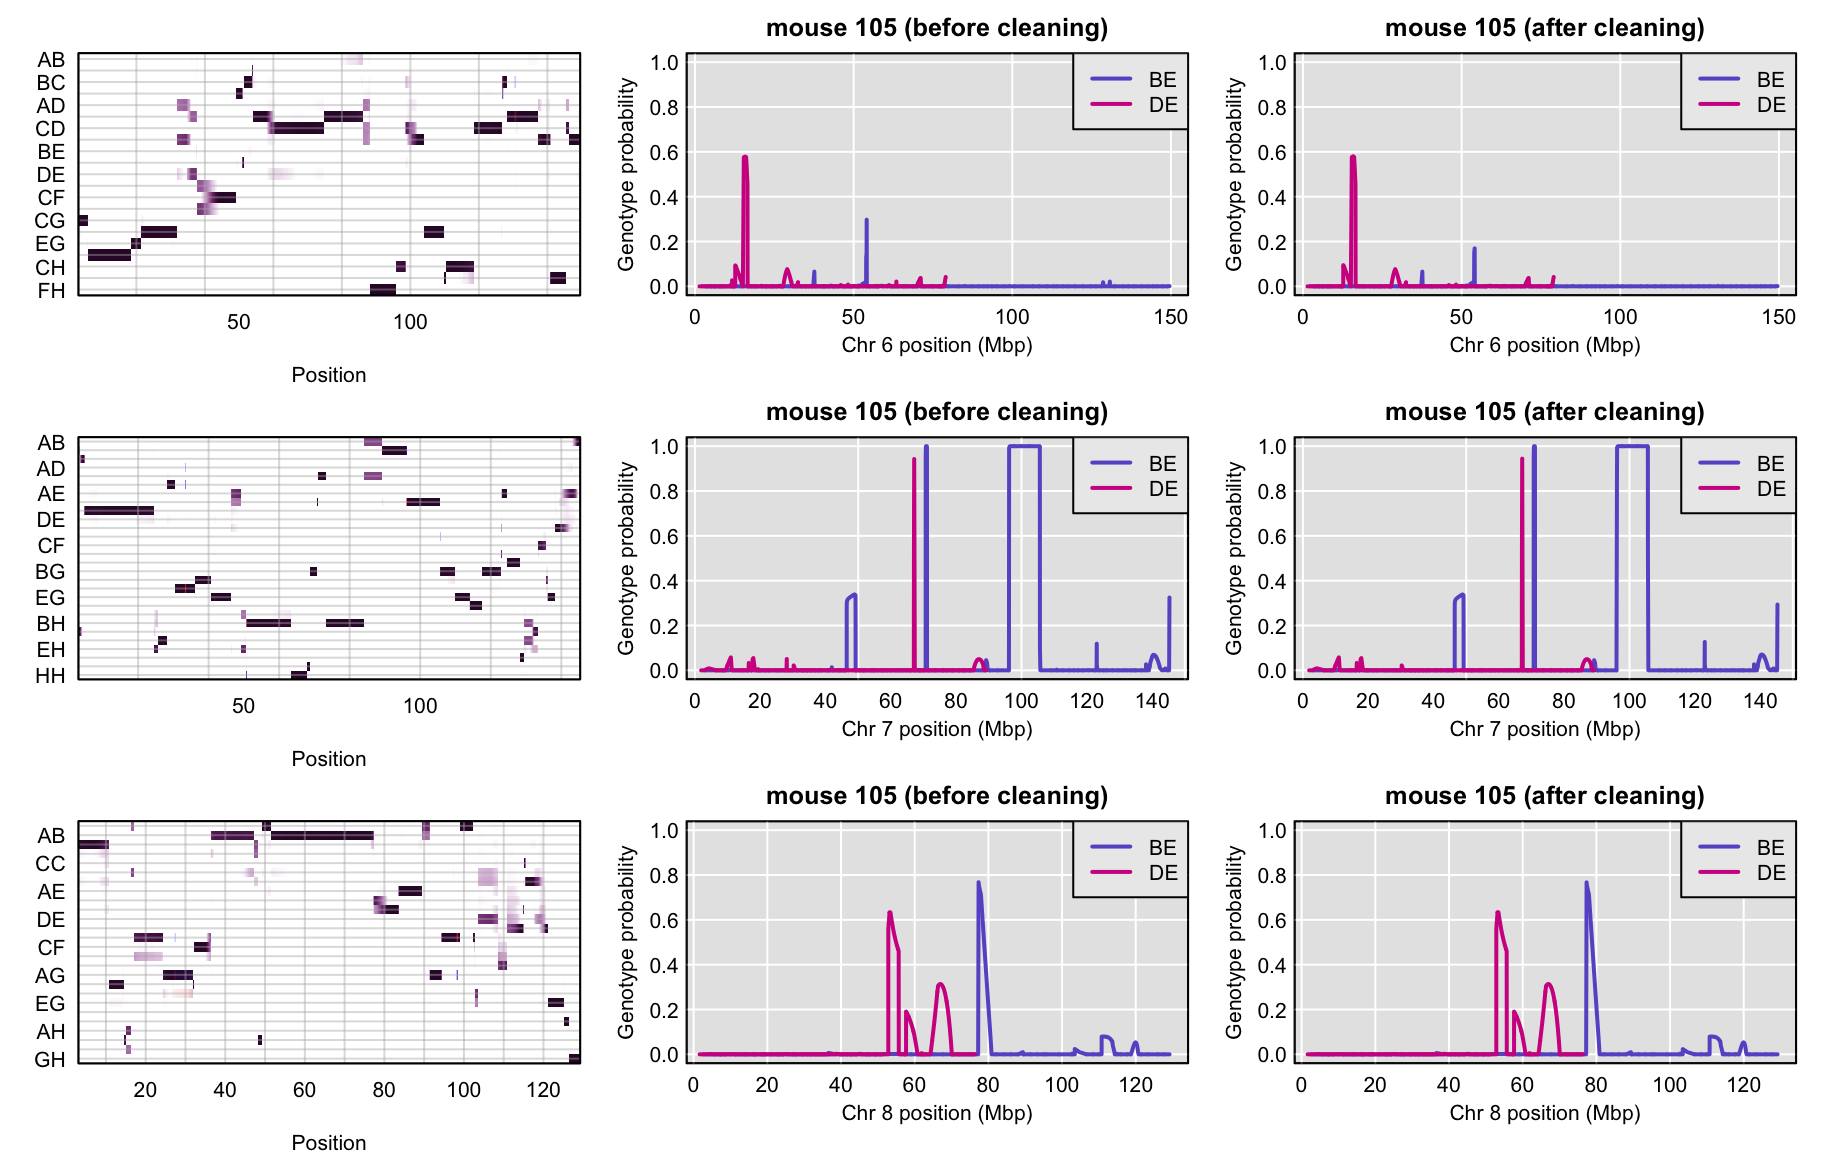 AB
BC
AD
CD
BE
DE
CF
CG
EG
CH
FH
50 100
Position
mouse 105 (before cleaning)
Genotype probability
1.0
0.8
0.6
0.4
0.2
0.0
BE
DE
0 50 100 150
Chr 6 position (Mbp)
mouse 105 (after cleaning)
Genotype probability
1.0
0.8
0.6
0.4
0.2
0.0
BE
DE
0 50 100 150
Chr 6 position (Mbp)
AB
AD
AE
DE
CF
BG
EG
BH
EH
HH
50 100
Position
mouse 105 (before cleaning)
Genotype probability
1.0
0.8
0.6
0.4
0.2
0.0
BE
DE
0 20 40 60 80 100 120 140
Chr 7 position (Mbp)
mouse 105 (after cleaning)
Genotype probability
1.0
0.8
0.6
0.4
0.2
0.0
BE
DE
0 20 40 60 80 100 120 140
Chr 7 position (Mbp)
AB
CC
AE
DE
CF
AG
EG
AH
GH
20 40 60 80 100 120
Position
mouse 105 (before cleaning)
Genotype probability
1.0
0.8
0.6
0.4
0.2
0.0
BE
DE
0 20 40 60 80 100 120
Chr 8 position (Mbp)
mouse 105 (after cleaning)
Genotype probability
1.0
0.8
0.6
0.4
0.2
0.0
BE
DE
0 20 40 60 80 100 120
Chr 8 position (Mbp)